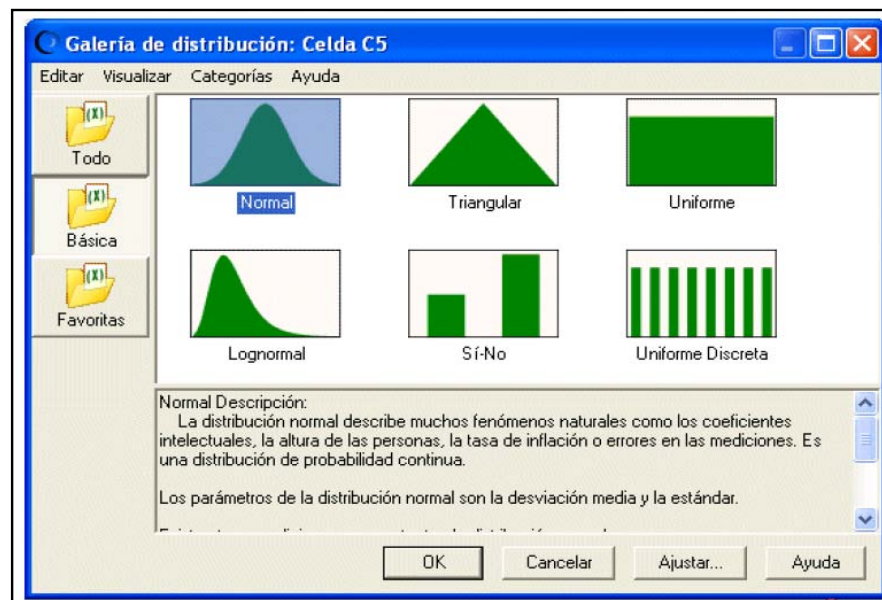 Galería de distribución: Celda C5
Editar Visualizar Categorías Ayuda
(X)
Todo
(X)
Básica
(X)
Favoritas
Normal Triangular Uniforme
Lognormal Sí-No Uniforme Discreta
Normal Descripción:
La distribución normal describe muchos fenómenos naturales como los coeficientes
intelectuales, la altura de las personas, la tasa de inflación o errores en las mediciones. Es
una distribución de probabilidad continua.
Los parámetros de la distribución normal son la desviación media y la estándar.
OK Cancelar Ajustar... Ayuda